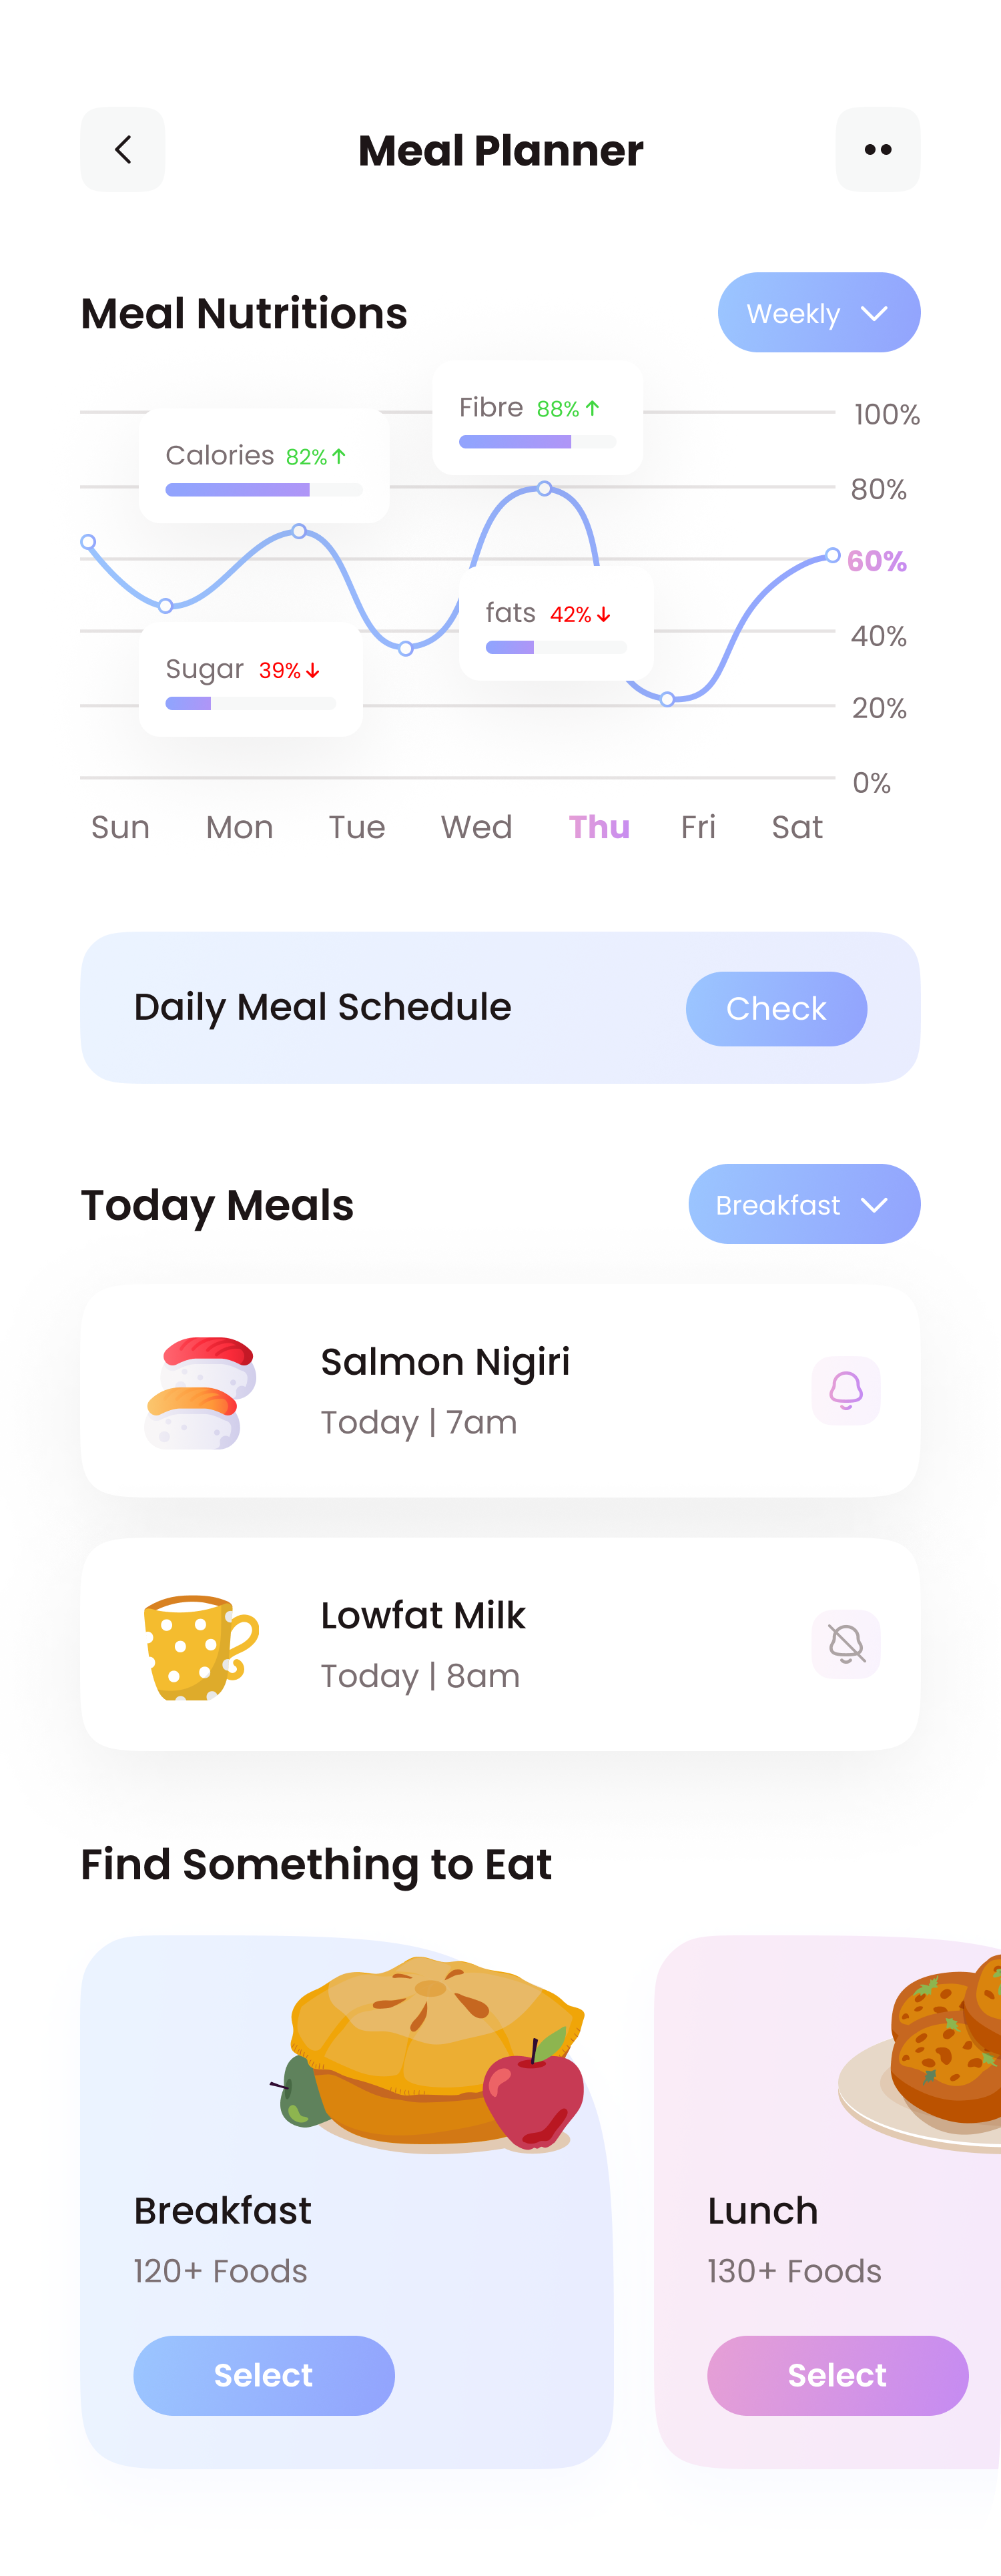 Meal Planner
Meal Nutritions
Weekly
Fibre 88%
100%
Calories 82%
80%
60%
fats 42%
40%
Sugar 39%
20%
0%
Sun Mon Tue Wed Thu Fri Sat
Daily Meal Schedule
Check
Today Meals
Breakfast
Salmon Nigiri
Today | 7am
Lowfat Milk
Today | 8am
Find Something to Eat
Breakfast
120+ Foods
Select
Lunch
130+ Foods
Select